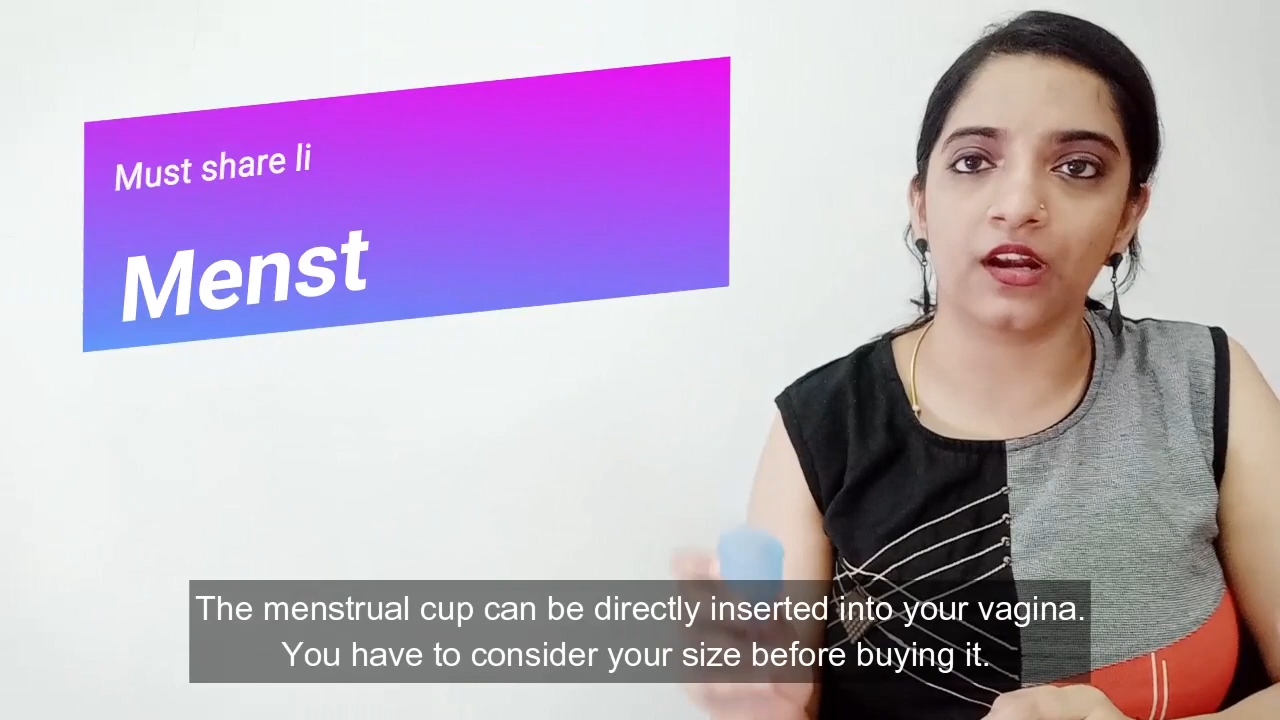 Must share li
Menst
The menstrual cup can be directly inserted into your vagina.
You have to consider your size before buying it.